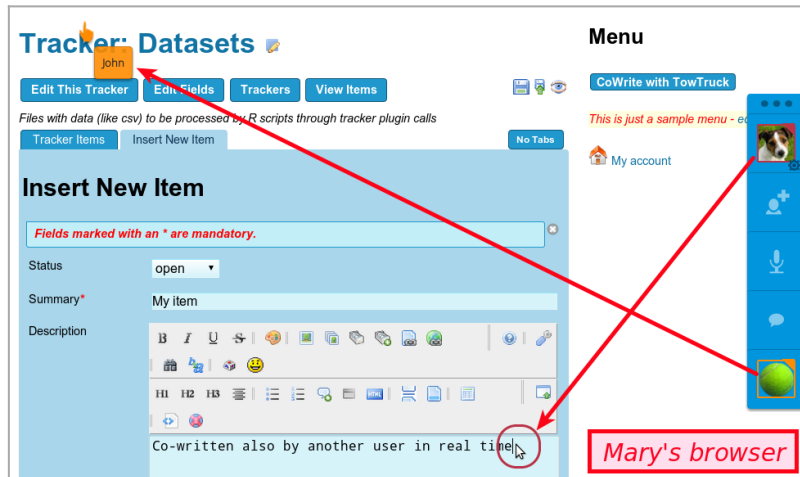 Tracker: Datasets
John
Edit This Tracker
Edit Fields
Trackers
View Items
Files with data (like csv) to be processed by R scripts through tracker plugin calls
Tracker Items
Insert New Item
No Tabs
Insert New Item
Fields marked with an * are mandatory.
Status
open
Summary*
My item
Description
B I U S
H1 H2 H3
HTML
Co-written also by another user in real time
Menu
CoWrite with TowTruck
This is just a sample menu -
My account
Mary's browser